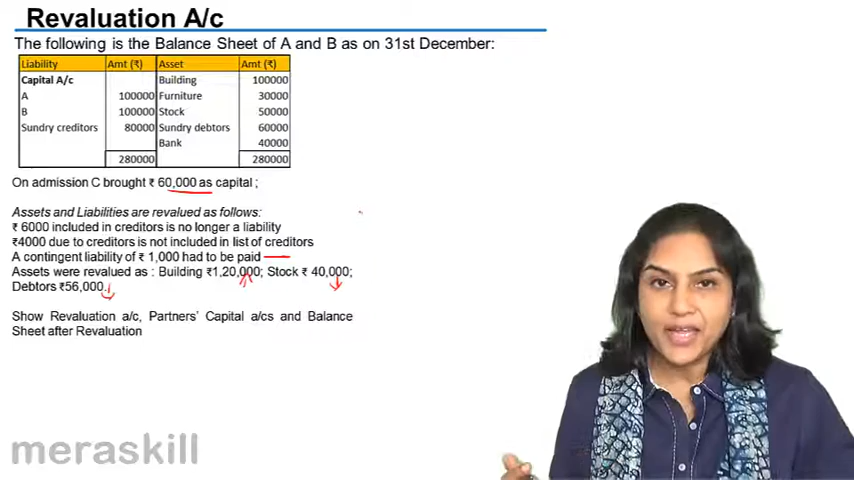 Revaluation A/c
The following is the Balance Sheet of A and B as on 31st December:
Liability Amt (₹) Asset Amt (₹)
Capital A/c Building 100000
A 100000 Furniture 30000
B 100000 Stock 50000
Sundry creditors 80000 Sundry debtors 60000
Bank 40000
280000 280000
On admission C brought ₹ 60,000 as capital ;
Assets and Liabilities are revalued as follows:
₹ 6000 included in creditors is no longer a liability
₹4000 due to creditors is not included in list of creditors
A contingent liability of ₹ 1,000 had to be paid
Assets were revalued as : Building ₹1,20,000; Stock ₹ 40,000;
Debtors ₹56,000.
Show Revaluation a/c, Partners' Capital a/cs and Balance
Sheet after Revaluation
meraskill